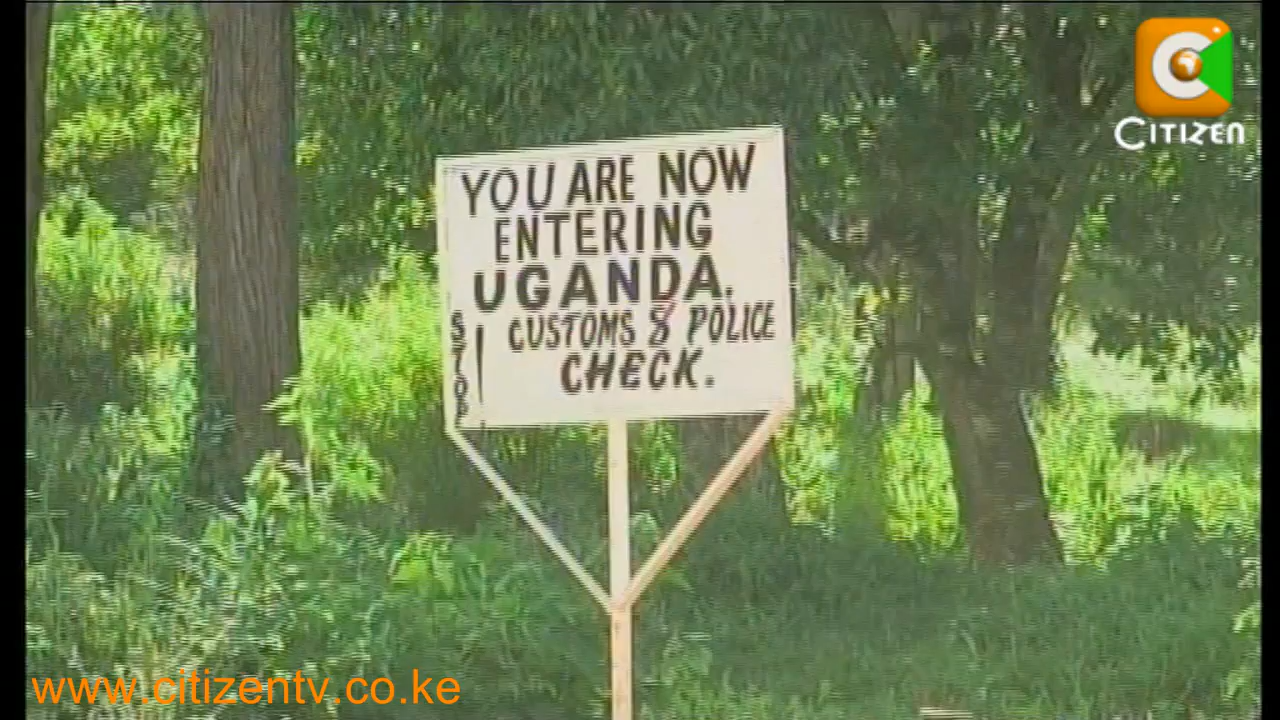 CITIZEN
YOU ARE NOW
ENTERING
UGANDA.
STOP
CUSTOMS & POLICE
CHECK.
www.citizentv.co.ke